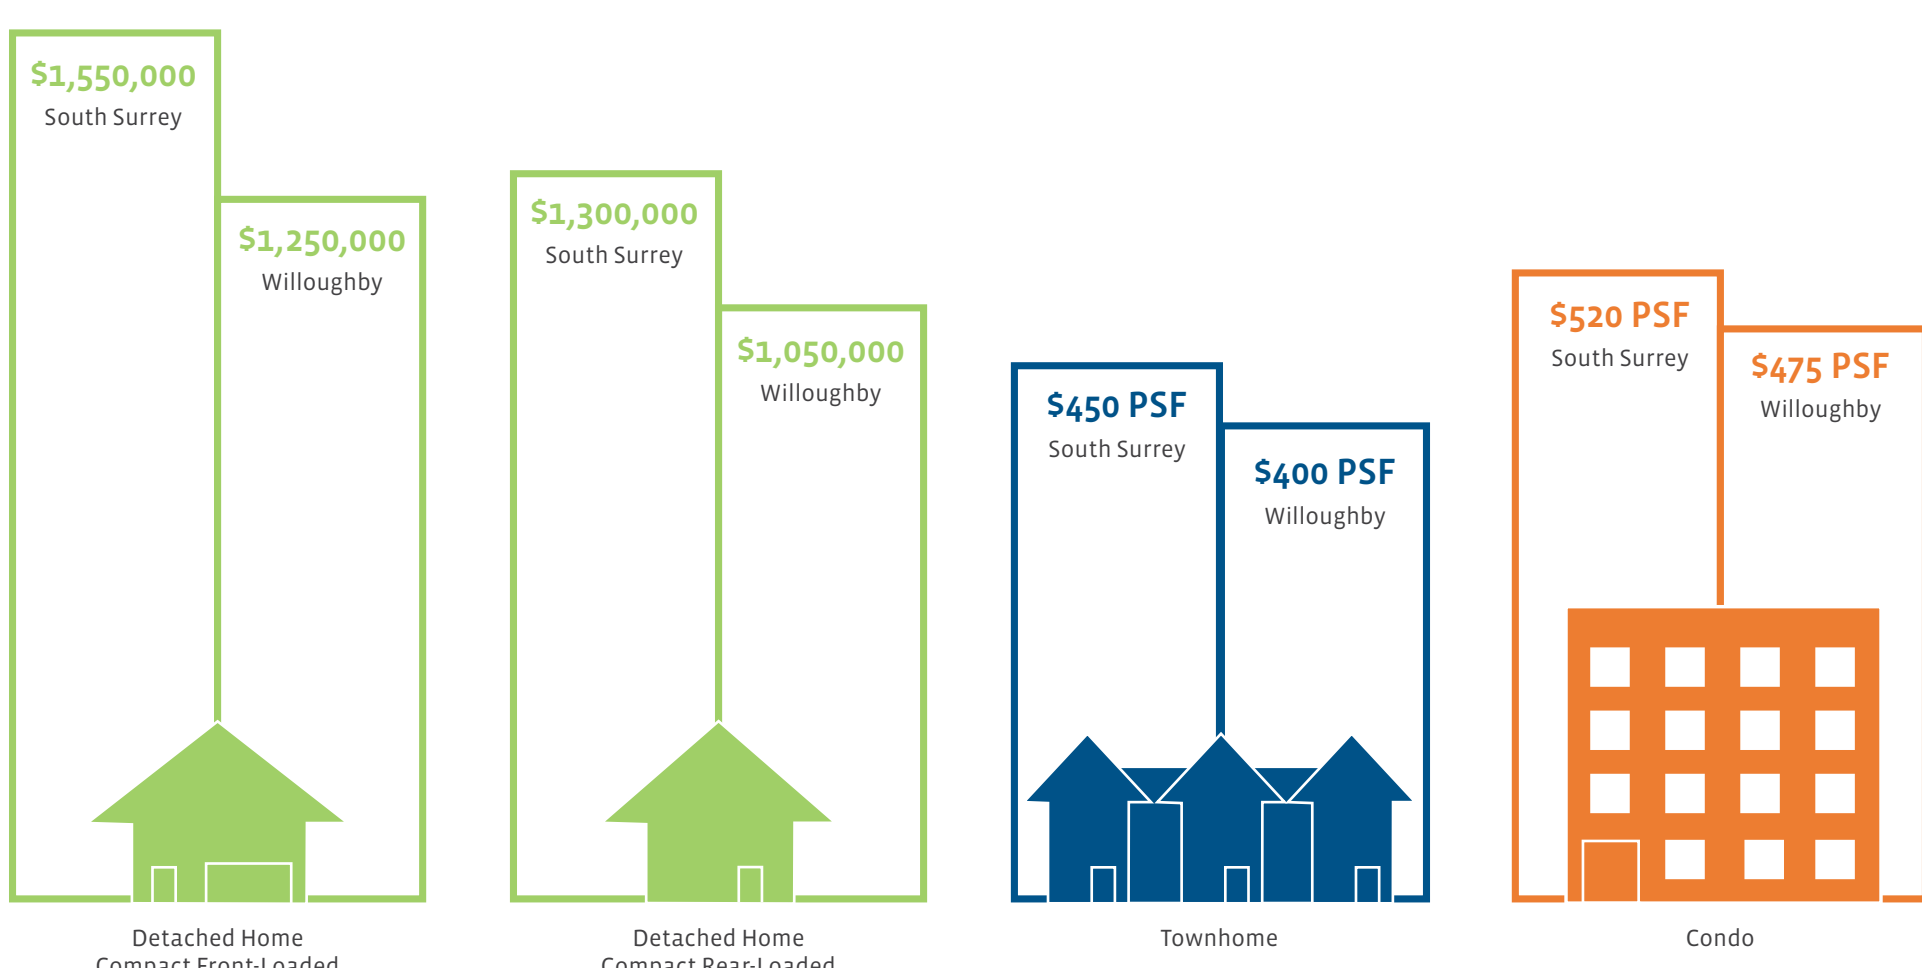 $1,550,000
South Surrey
$1,250,000
Willoughby
Detached Home
Compact Front-Loaded
$1,300,000
South Surrey
$1,050,000
Willoughby
Detached Home
Compact Rear-Loaded
$450 PSF
South Surrey
$400 PSF
Willoughby
Townhome
$520 PSF
South Surrey
$475 PSF
Willoughby
Condo